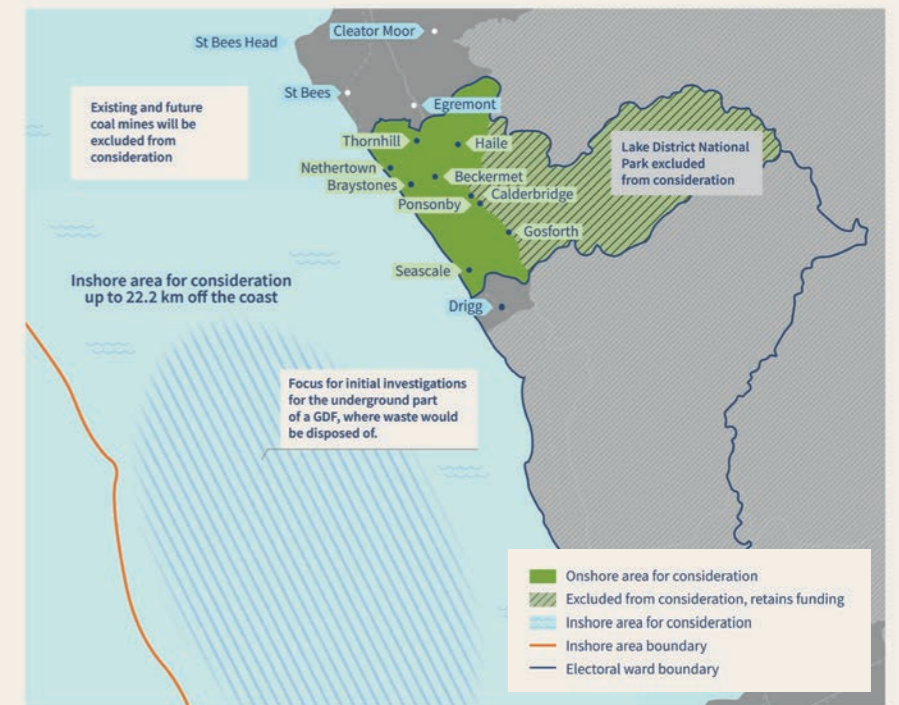 Cleator Moor
St Bees Head
St Bees
Existing and future
coal mines will be
excluded from
consideration
Egremont
Thornhill
Haile
Lake District National
Park excluded
from consideration
Nethertown
Beckermet
Braystones
Calderbridge
Ponsonby
Gosforth
Seascale
Inshore area for consideration
up to 22.2 km off the coast
Drigg
Focus for initial investigations
for the underground part
of a GDF, where waste would
be disposed of.
Onshore area for consideration
Excluded from consideration, retains funding
Inshore area for consideration
Inshore area boundary
Electoral ward boundary